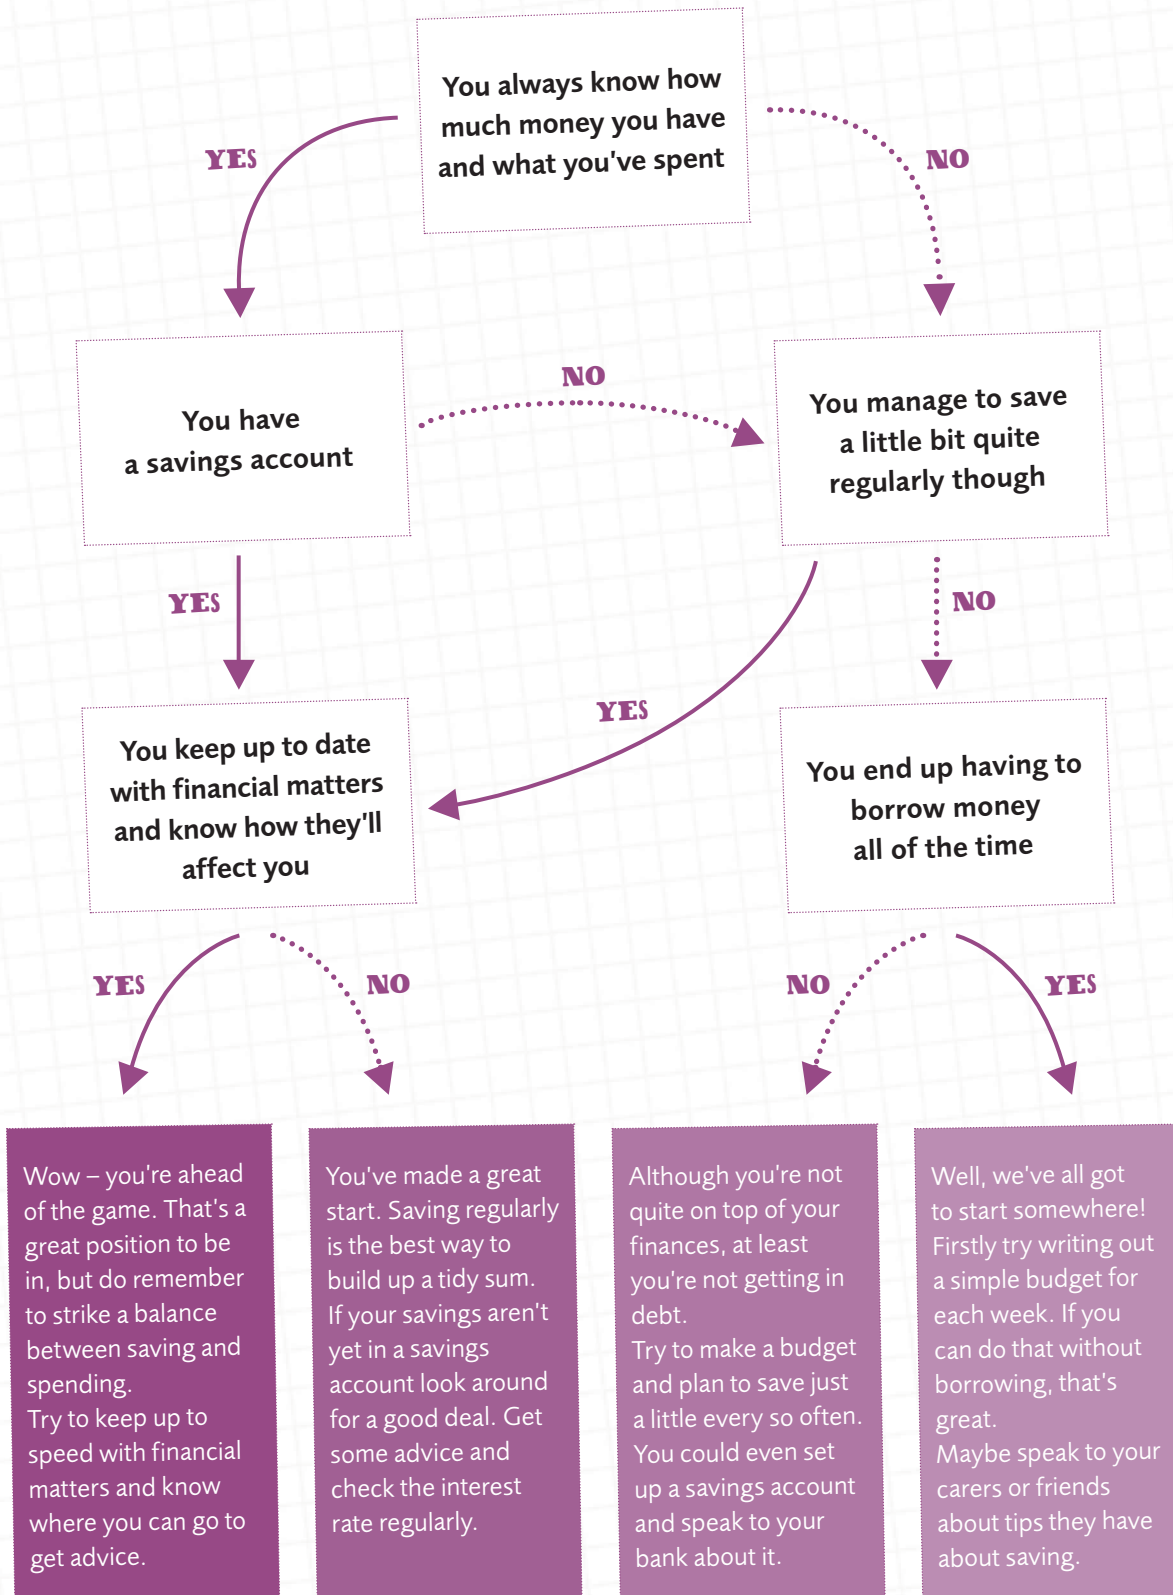 You always know how
much money you have
and what you've spent
YES
NO
You have
a savings account
NO
You manage to save
a little bit quite
regularly though
YES
NO
YES
You keep up to date
with financial matters
and know how they'll
affect you
You end up having to
borrow money
all of the time
YES
NO
NO
YES
Wow – you're ahead
of the game. That's a
great position to be
in, but do remember
to strike a balance
between saving and
spending.
Try to keep up to
speed with financial
matters and know
where you can go to
get advice.
You've made a great
start. Saving regularly
is the best way to
build up a tidy sum.
If your savings aren't
yet in a savings
account look around
for a good deal. Get
some advice and
check the interest
rate regularly.
Although you're not
quite on top of your
finances, at least
you're not getting in
debt.
Try to make a budget
and plan to save just
a little every so often.
You could even set
up a savings account
and speak to your
bank about it.
Well, we've all got
to start somewhere!
Firstly try writing out
a simple budget for
each week. If you
can do that without
borrowing, that's
great.
Maybe speak to your
carers or friends
about tips they have
about saving.